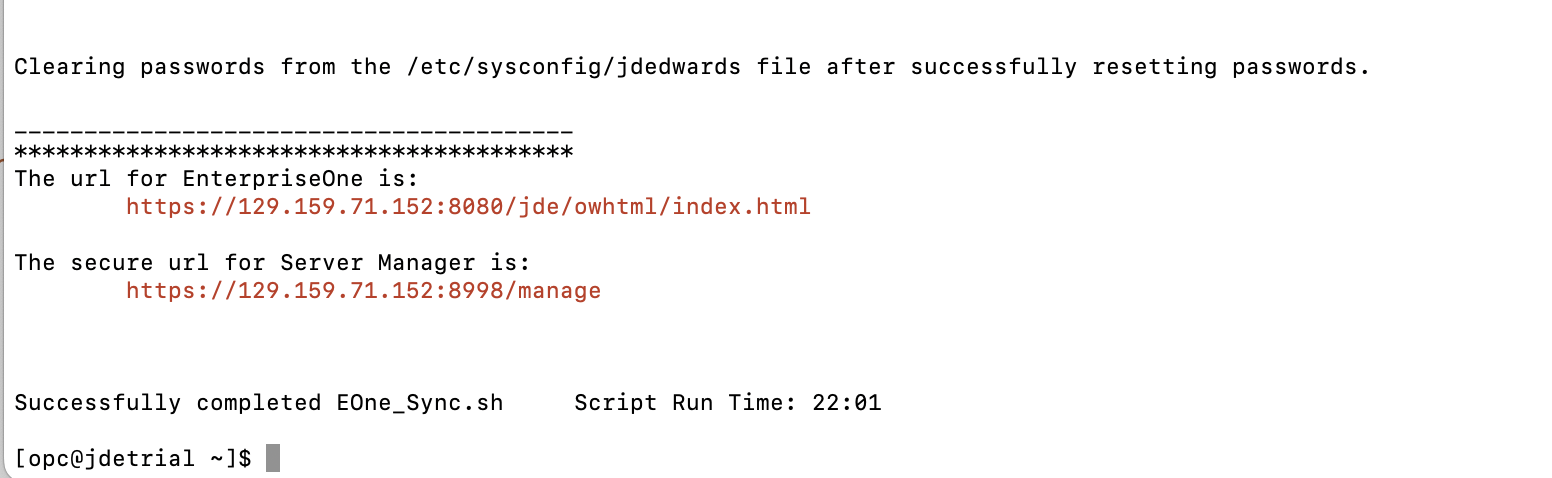 Clearing passwords from the /etc/sysconfig/jdedwards file after successfully resetting passwords.
________________________________________
****************************************
The url for EnterpriseOne is:
https://129.159.71.152:8080/jde/owhtml/index.html
The secure url for Server Manager is:
https://129.159.71.152:8998/manage
Successfully completed EOne_Sync.sh     Script Run Time: 22:01
[opc@jdetrial ~]$